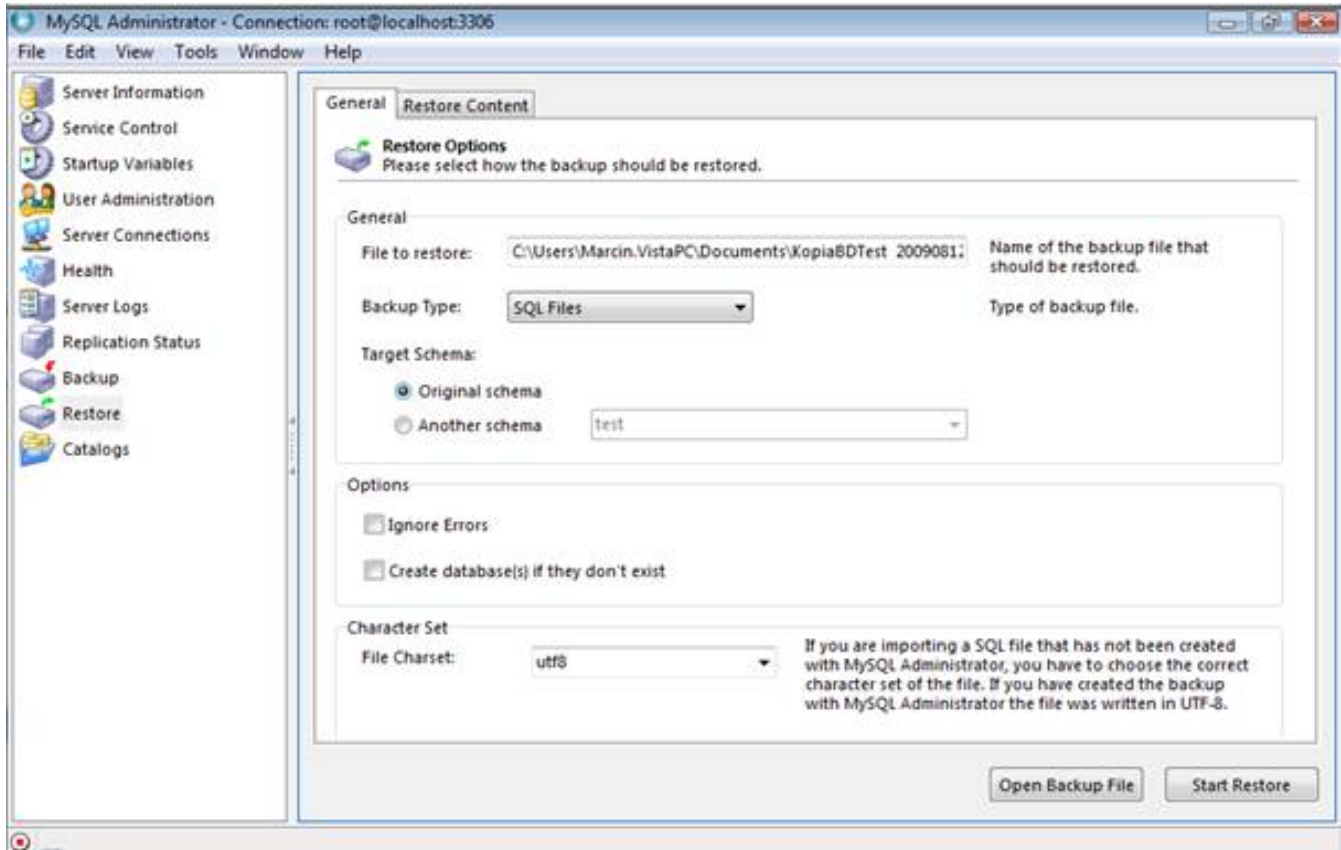 MySQL Administrator - Connection: root@localhost:3306
File Edit View Tools Window Help
Server Information
Service Control
Startup Variables
User Administration
Server Connections
Health
Server Logs
Replication Status
Backup
Restore
Catalogs
General Restore Content
Restore Options
Please select how the backup should be restored.
General
File to restore: C:\Users\Marcin.VistaPC\Documents\KopiaBDTest 20090812 Name of the backup file that
should be restored.
Backup Type: SQL Files Type of backup file.
Target Schema:
Original schema
Another schema test
Options
Ignore Errors
Create database(s) if they don't exist
Character Set
File Charset: utf8
If you are importing a SQL file that has not been created
with MySQL Administrator, you have to choose the correct
character set of the file. If you have created the backup
with MySQL Administrator the file was written in UTF-8.
Open Backup File Start Restore